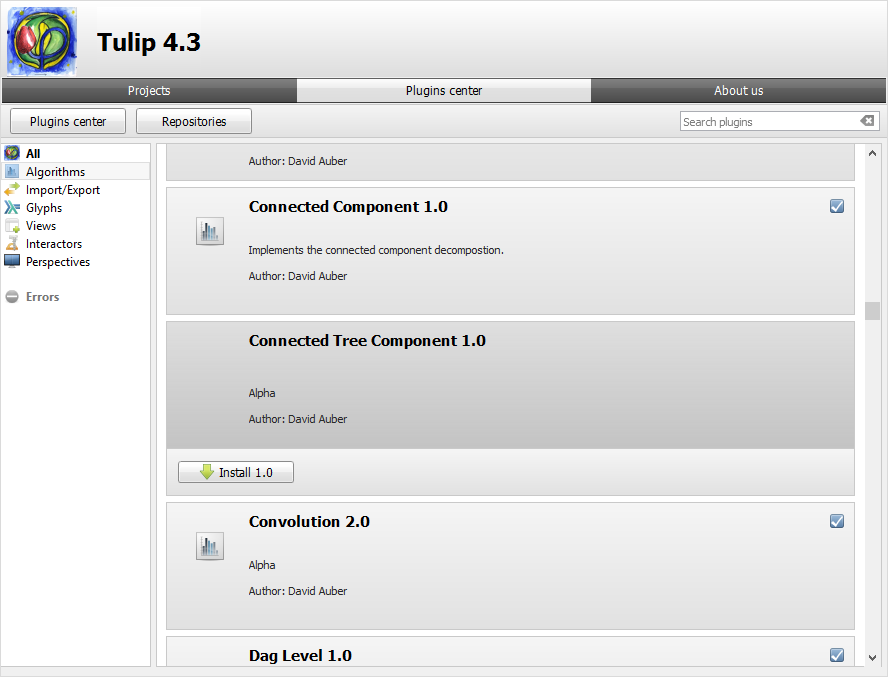 Tulip 4.3
Projects
Plugins center
About us
Plugins center
Repositories
Search plugins
All
Algorithms
Import/Export
Glyphs
Views
Interactors
Perspectives
Errors
Author: David Auber
Connected Component 1.0
Implements the connected component decompostion.
Author: David Auber
Connected Tree Component 1.0
Alpha
Author: David Auber
Install 1.0
Convolution 2.0
Alpha
Author: David Auber
Dag Level 1.0